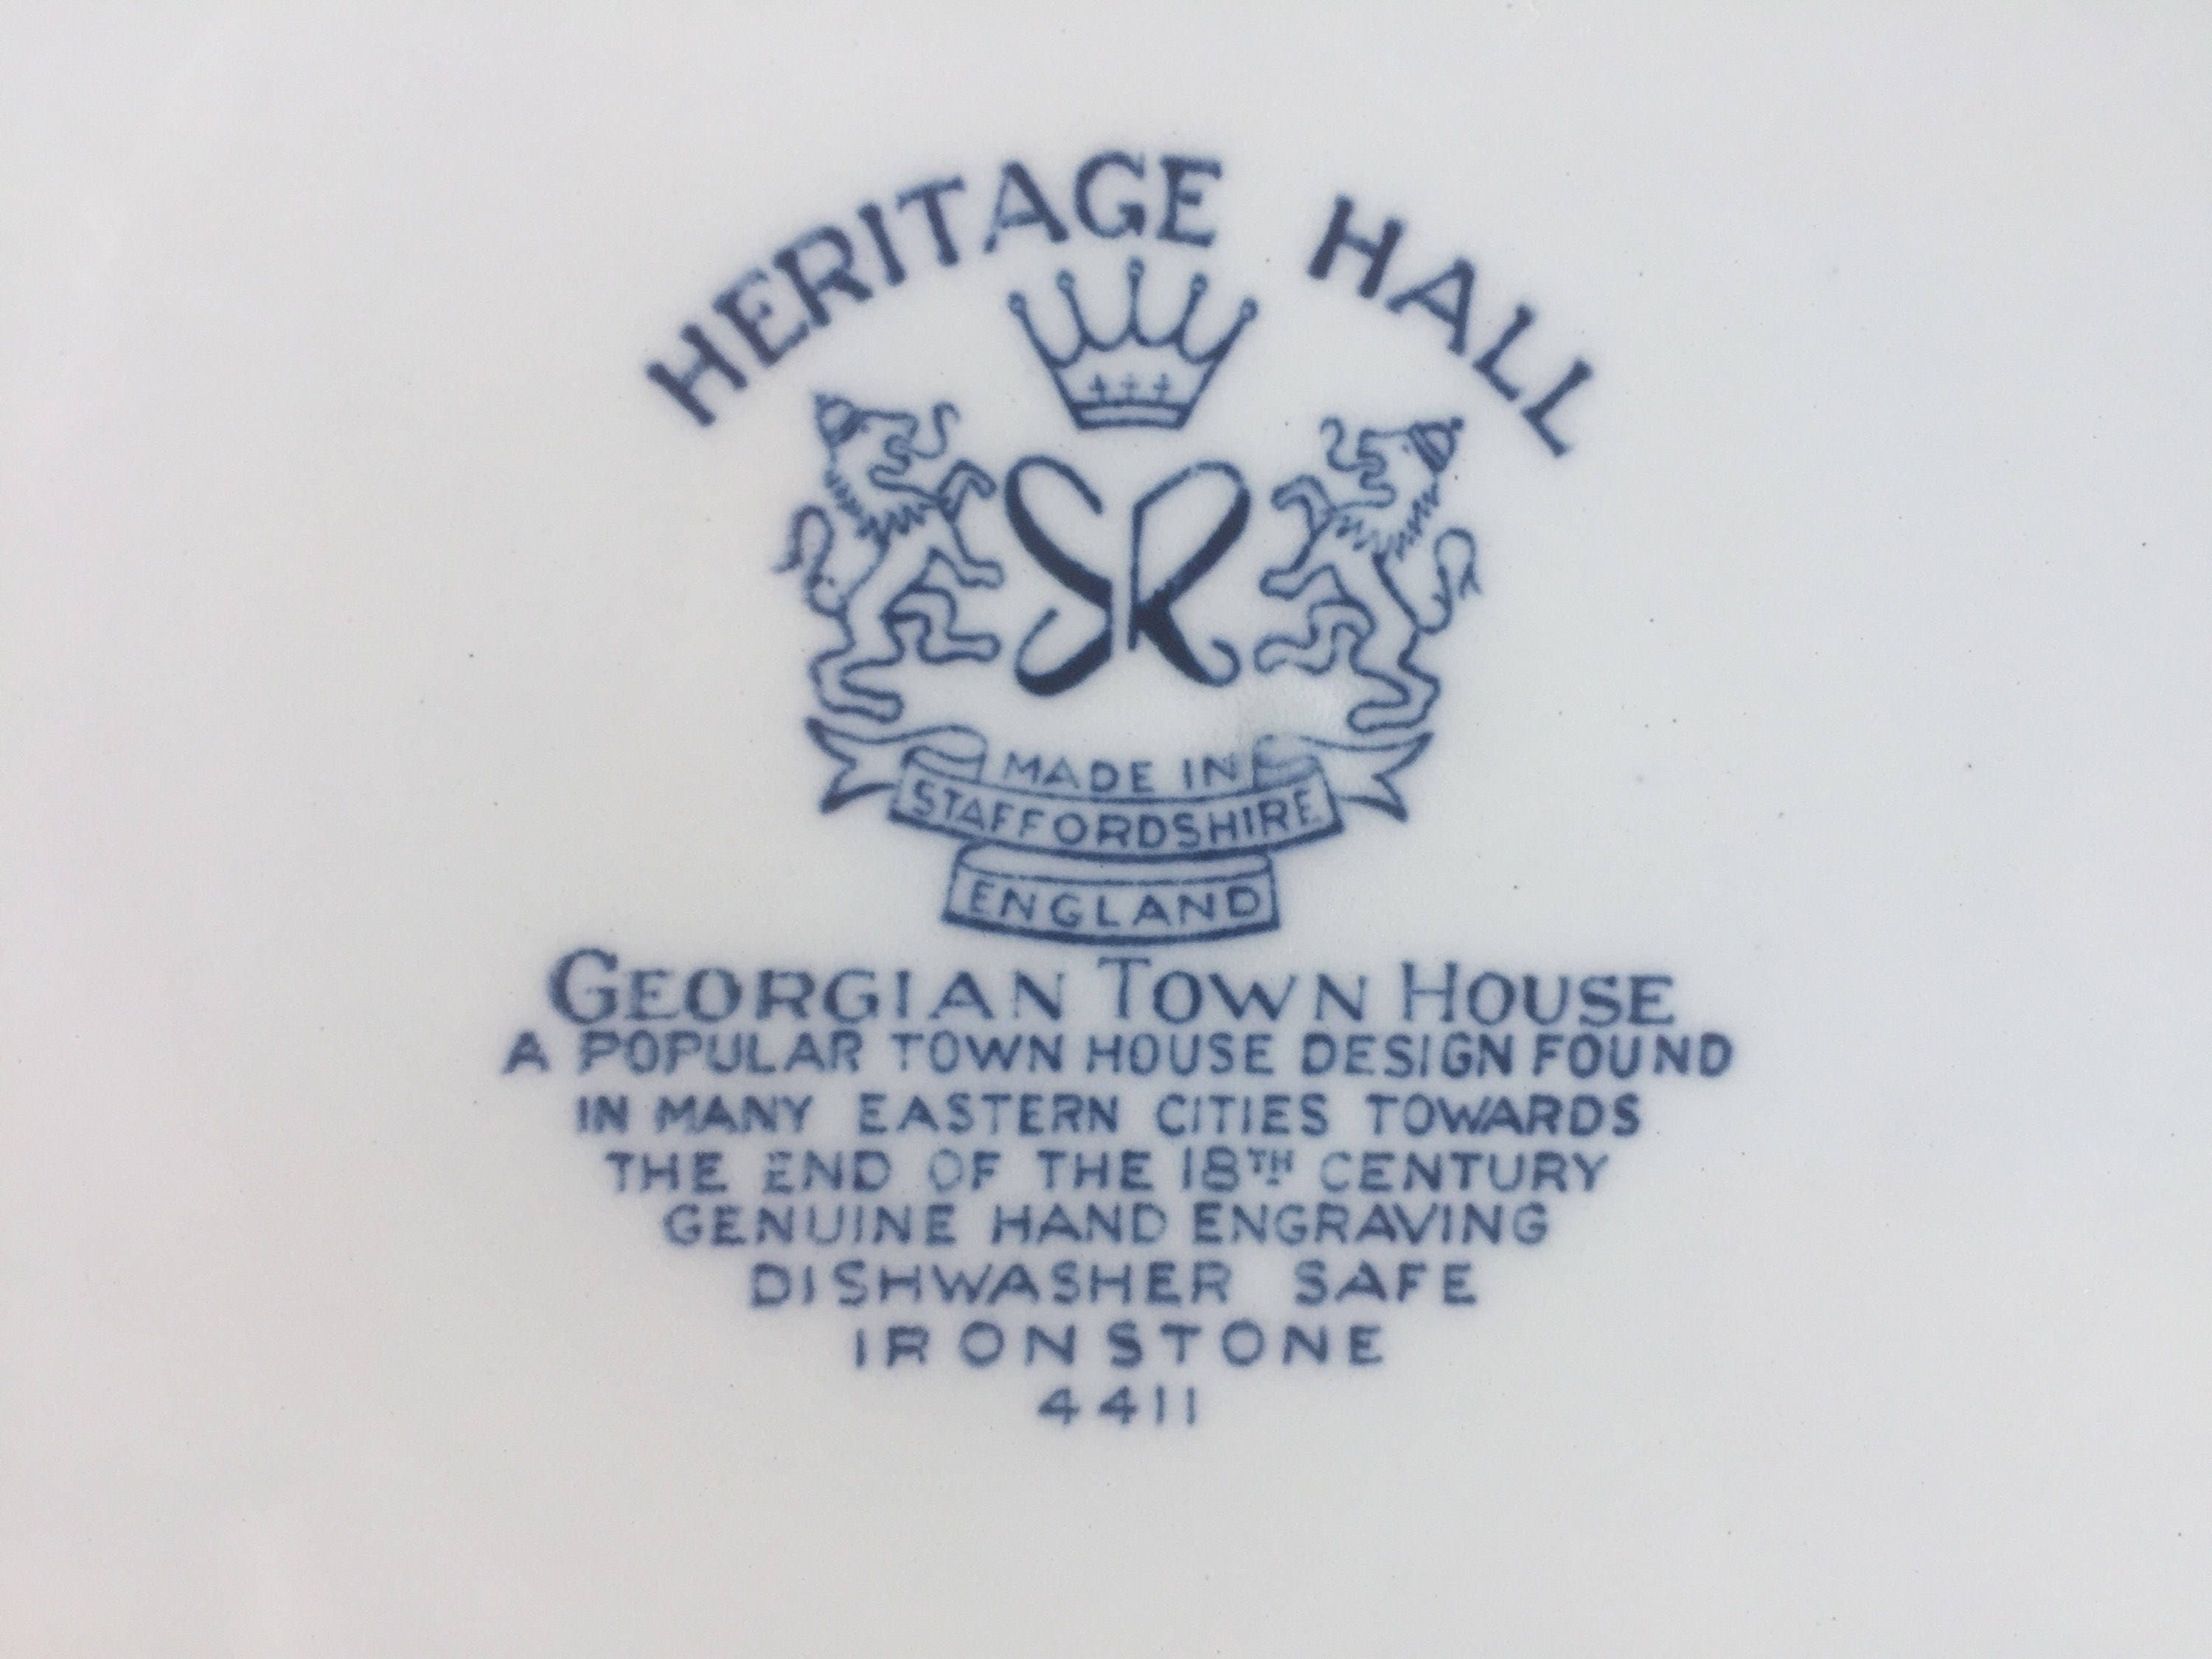 HERITAGE HALL
SR
MADE IN
STAFFORDSHIRE
ENGLAND
GEORGIAN TOWN HOUSE
A POPULAR TOWN HOUSE DESIGN FOUND
IN MANY EASTERN CITIES TOWARDS
THE END OF THE 18TH CENTURY
GENUINE HAND ENGRAVING
DISHWASHER SAFE
IRONSTONE
4411